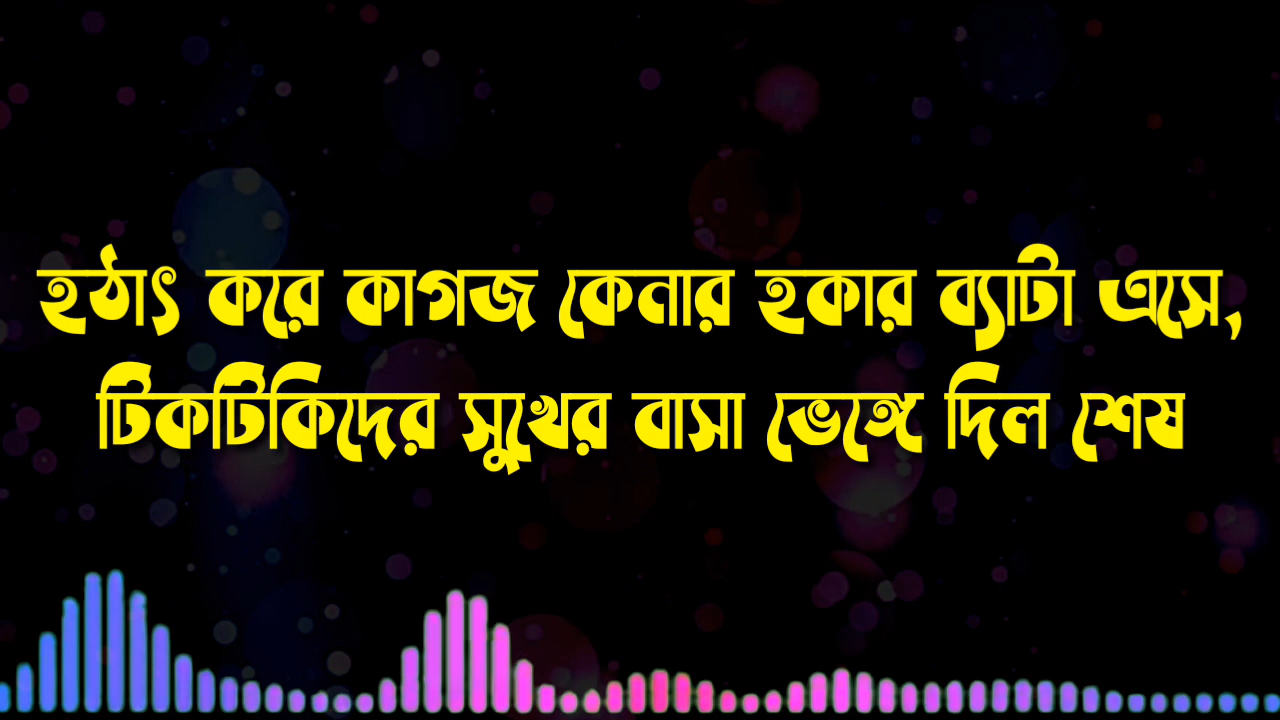 হঠাৎ করে কাগজ কেনার হকার ব্যাটা এসে,
টিকটিকিদের সুখের বাসা ভেঙ্গে দিল শেষ